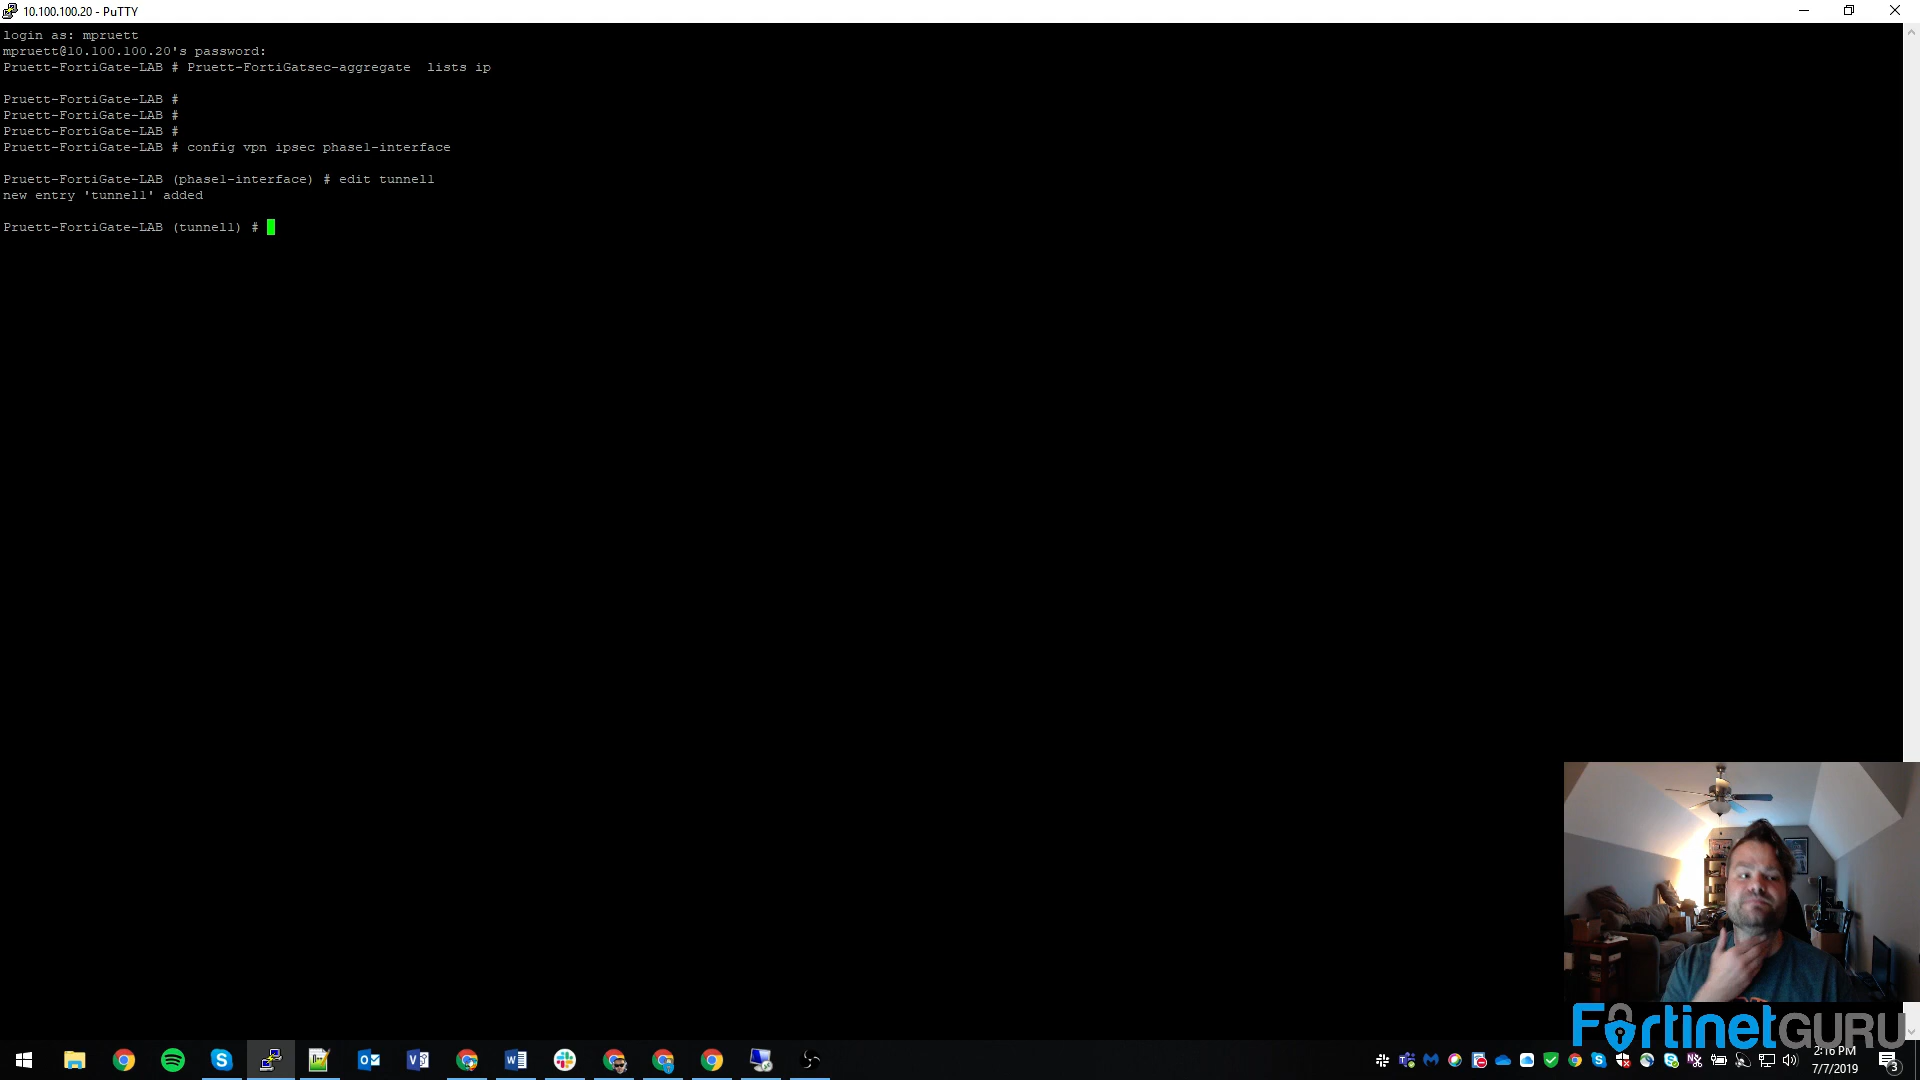 10.100.100.20 - PuTTY
login as: mpruett
mpruett@10.100.100.20's password:
Pruett-FortiGate-LAB # Pruett-FortiGatsec-aggregate  lists ip
Pruett-FortiGate-LAB #
Pruett-FortiGate-LAB #
Pruett-FortiGate-LAB #
Pruett-FortiGate-LAB # config vpn ipsec phase1-interface
Pruett-FortiGate-LAB (phase1-interface) # edit tunnel1
new entry 'tunnel1' added
Pruett-FortiGate-LAB (tunnel1) #
FortinetGURU
2:16 PM
7/7/2019
3